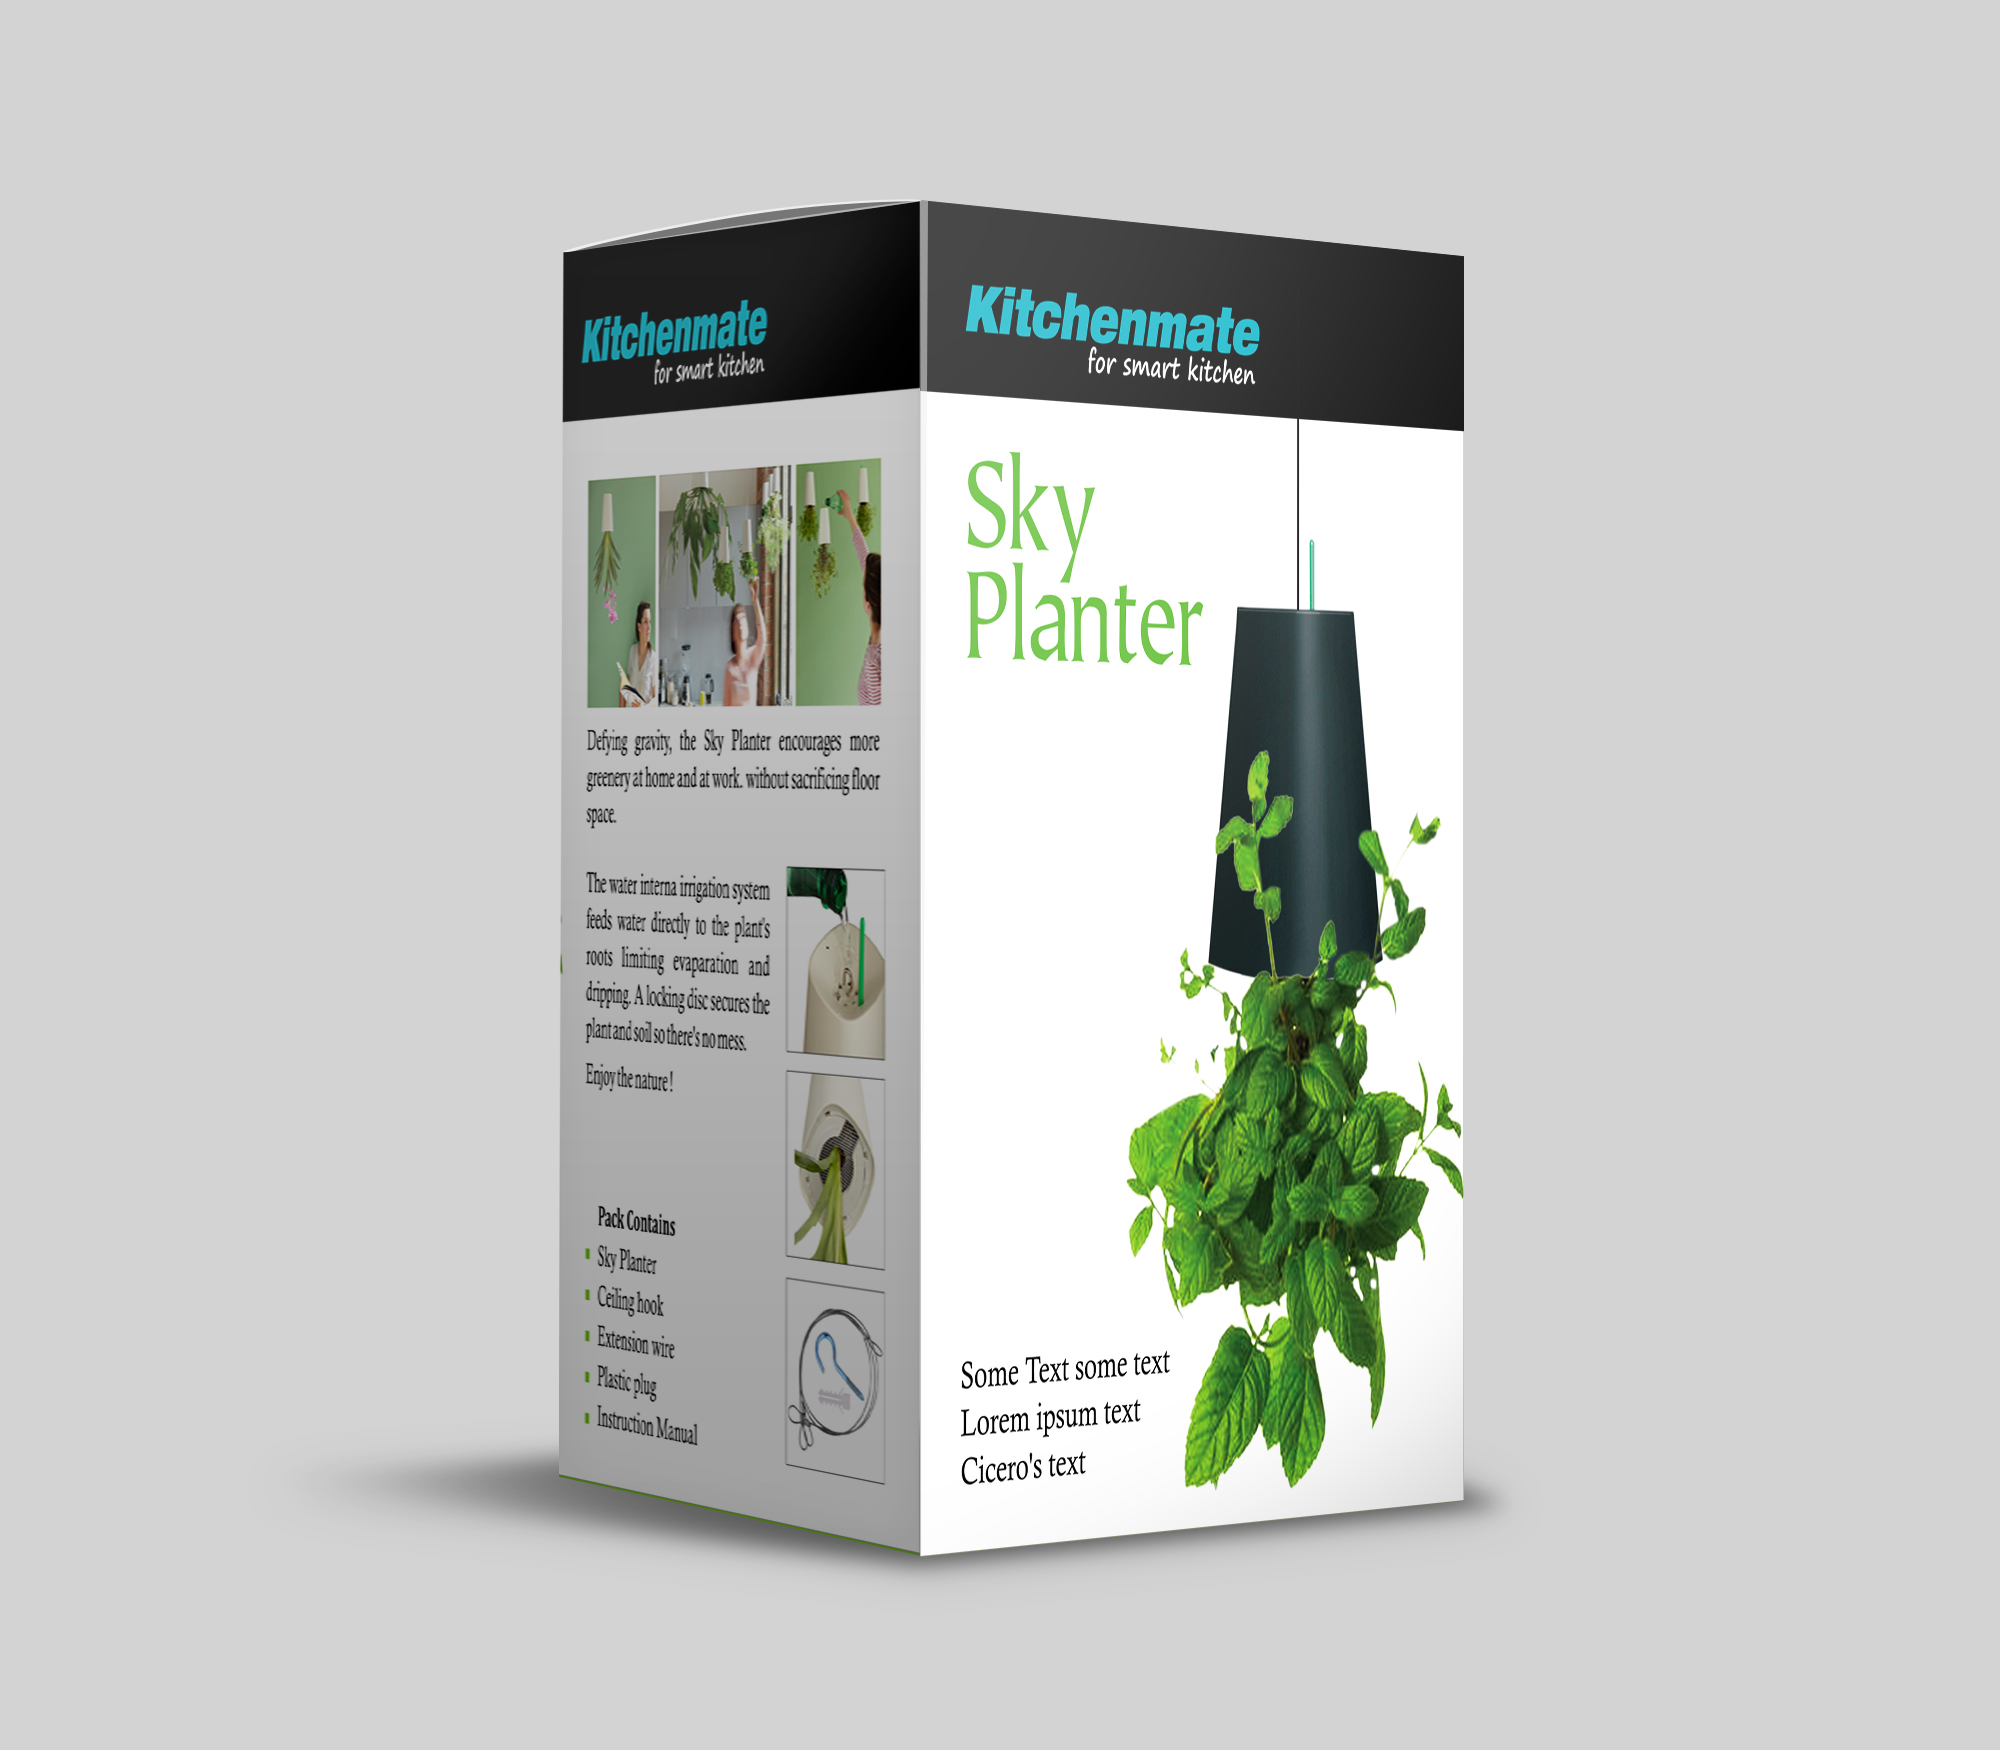 Kitchenmate
for smart kitchen
Defying gravity, the Sky Planter encourages more
greenery at home and at work. without sacrificing floor
space.
The water interna irrigation system
feeds water directly to the plant's
roots limiting evaparation and
dripping. A locking disc secures the
plant and soil so there's no mess.
Enjoy the nature !
Pack Contains
Sky Planter
Ceiling hook
Extension wire
Plastic plug
Instruction Manual
Kitchenmate
for smart kitchen
Sky
Planter
Some Text some text
Lorem ipsum text
Cicero's text